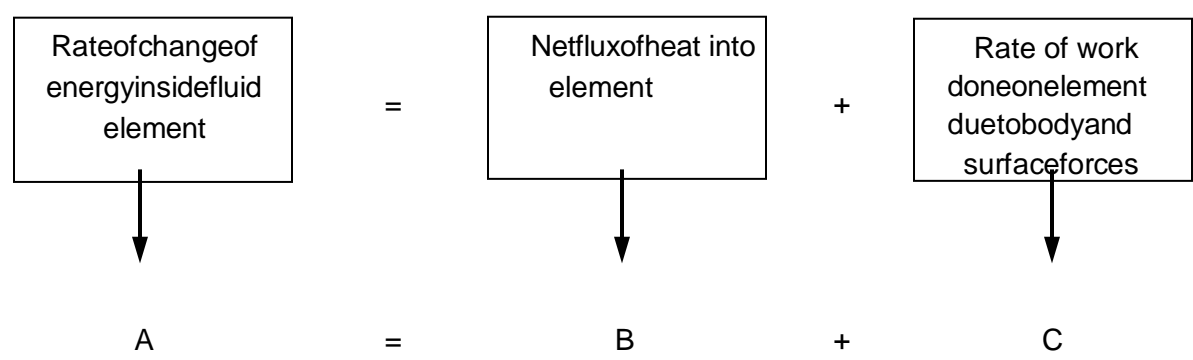 Rateofchangeof
energyinsidefluid
element
=
Netfluxofheat into
element
+
Rate of work
doneonelement
duetobodyand
surfaceforces
A = B + C